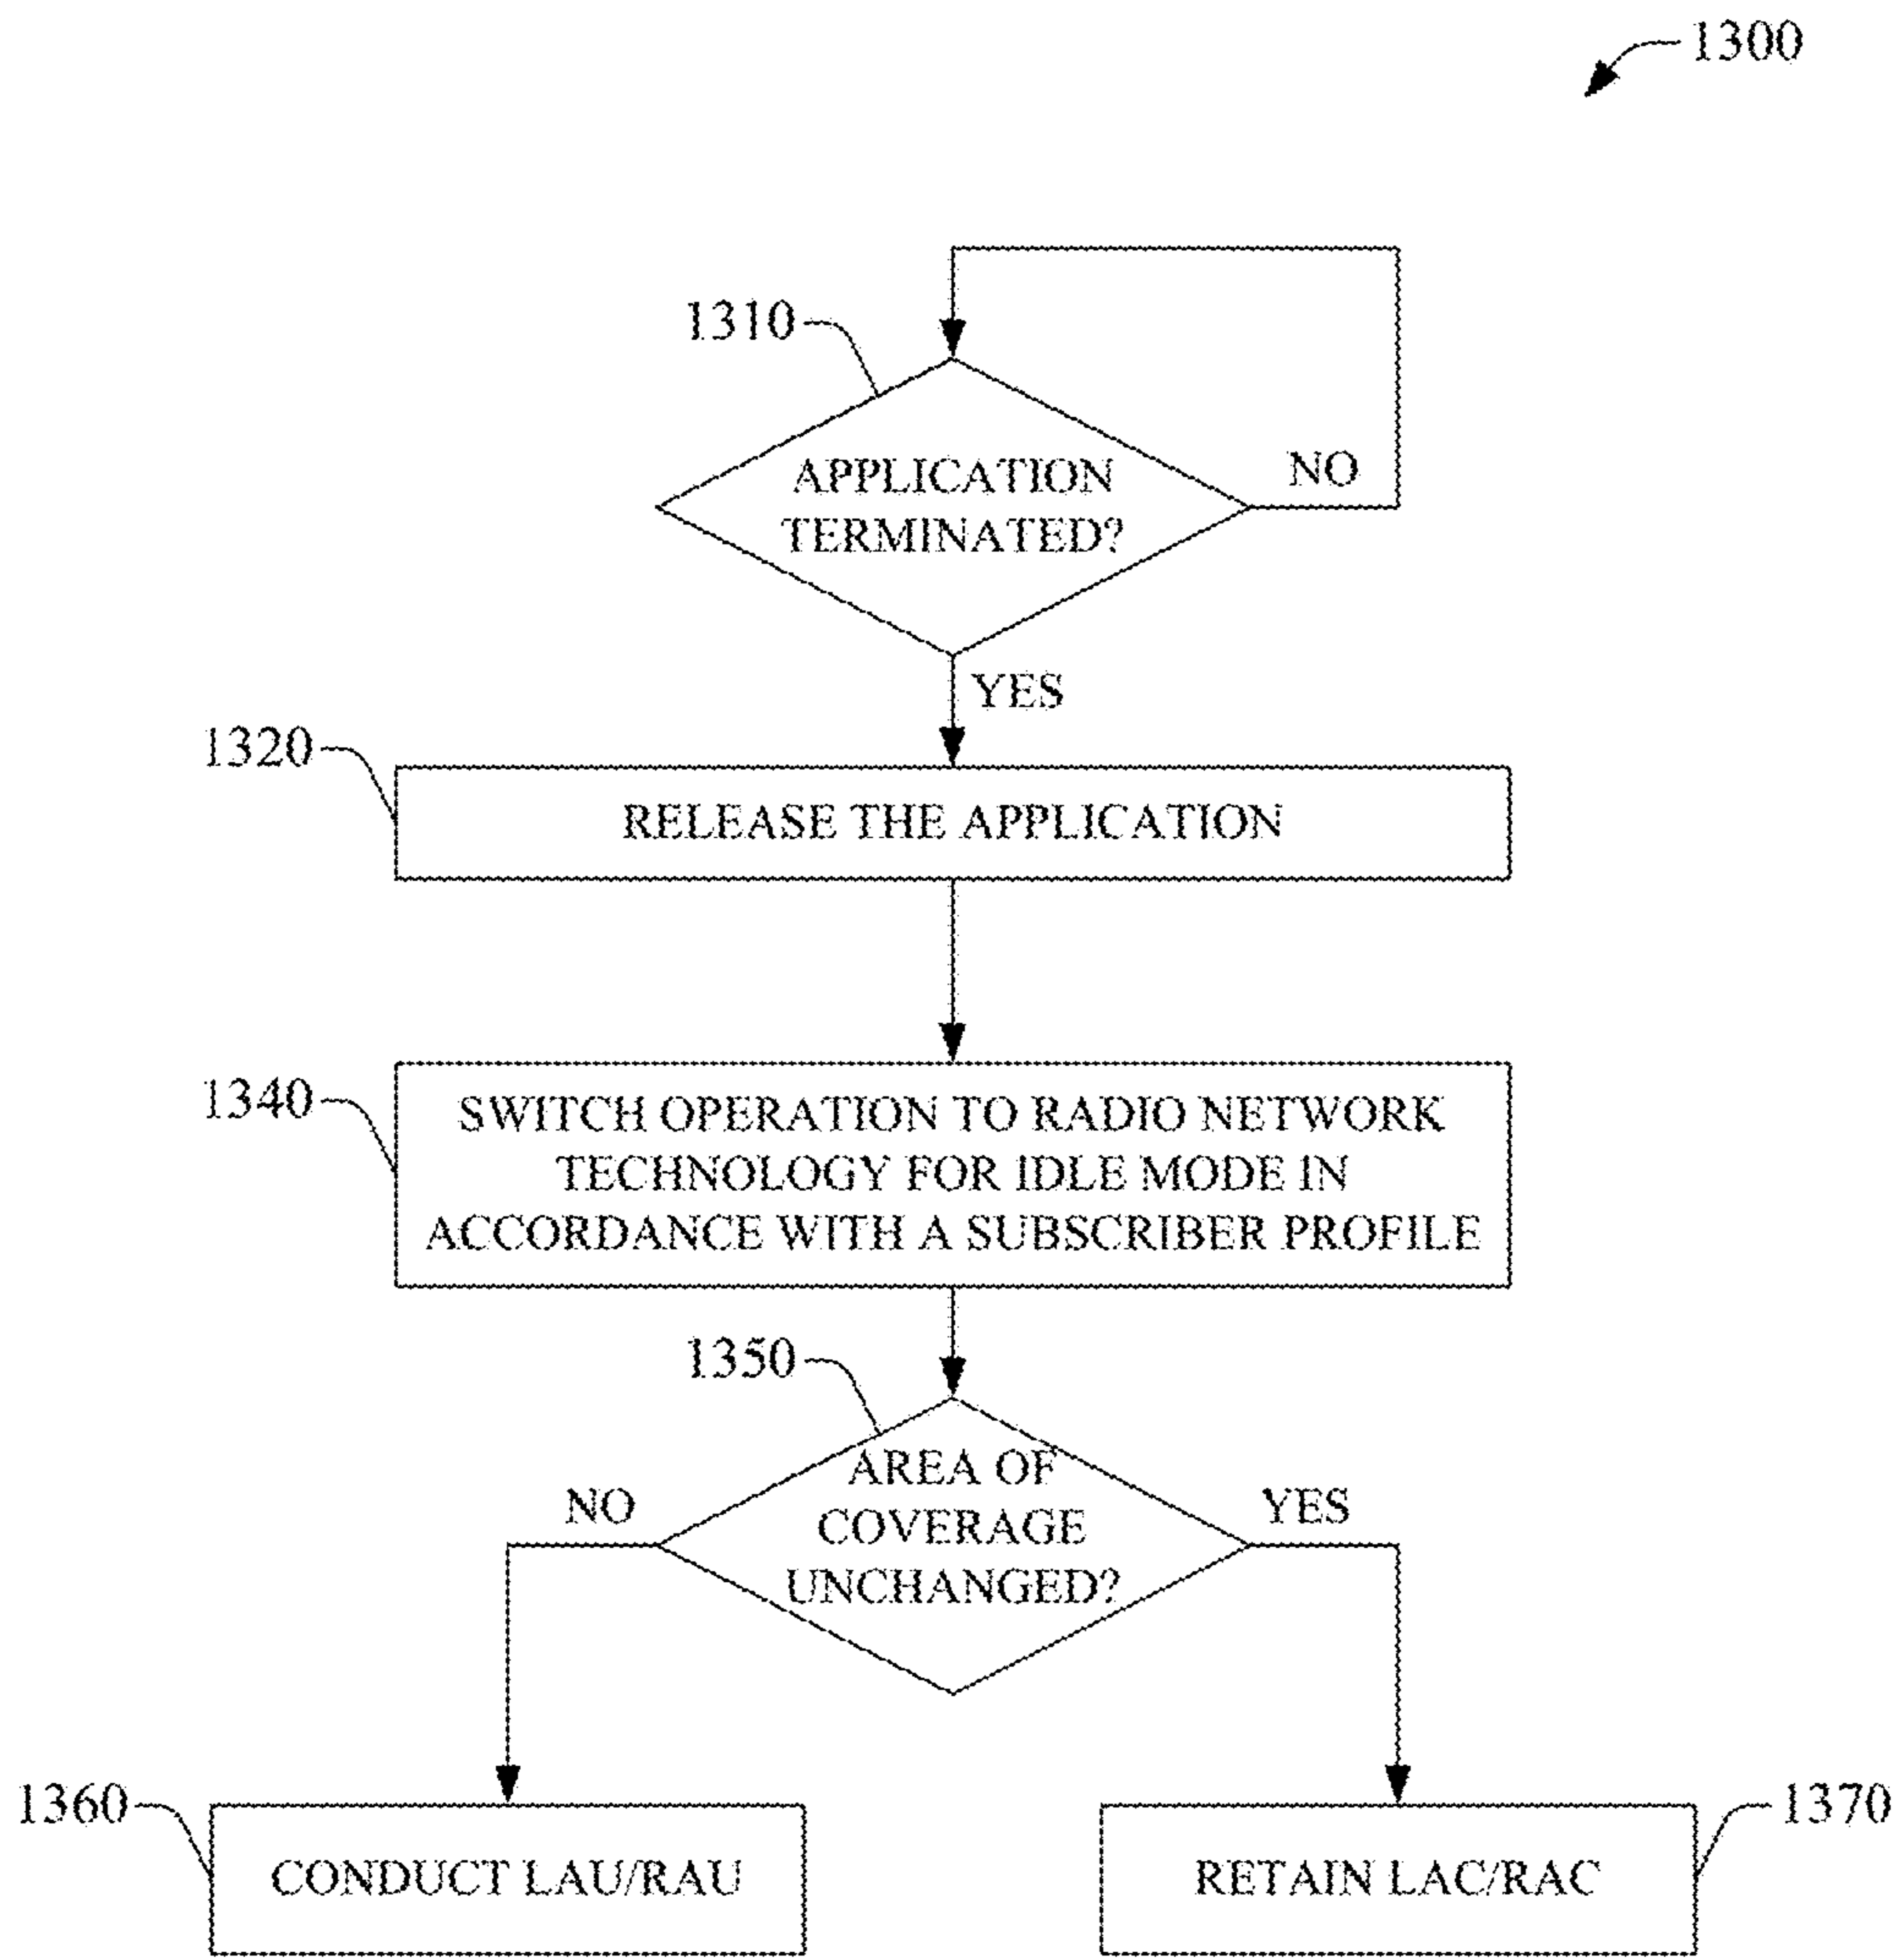 1300
1310
APPLICATION
TERMINATED?
NO
YES
1320
RELEASE THE APPLICATION
1340
SWITCH OPERATION TO RADIO NETWORK
TECHNOLOGY FOR IDLE MODE IN
ACCORDANCE WITH A SUBSCRIBER PROFILE
1350
AREA OF
COVERAGE
UNCHANGED?
NO
YES
1360
CONDUCT LAU/RAU
RETAIN LAC/RAC
1370